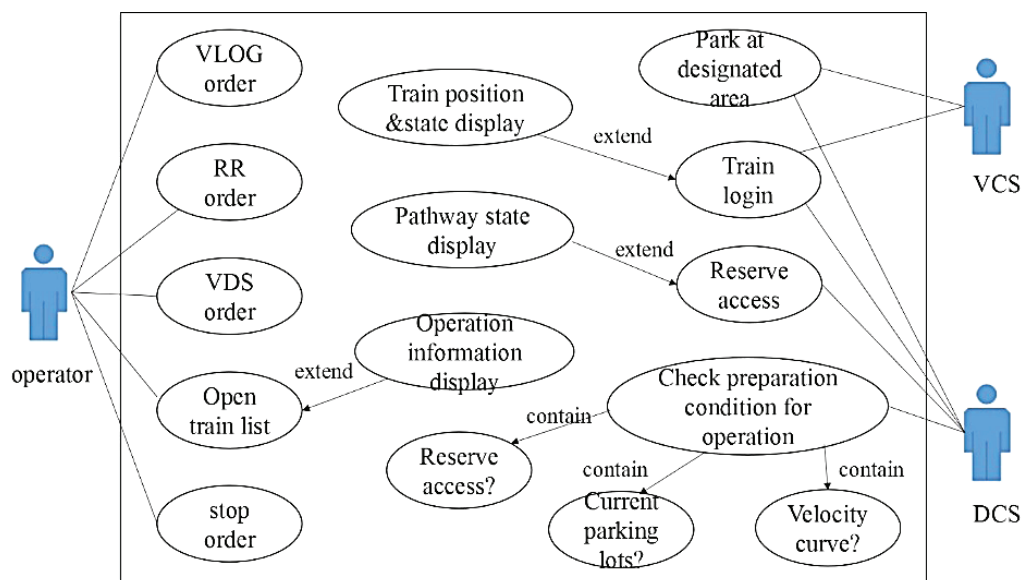 VLOG
order
Park at
designated
area
Train position
&state display
extend
RR
order
Train
login
VCS
Pathway state
display
extend
VDS
order
Reserve
access
operator
Operation
information
display
extend
Open
train list
Check preparation
condition for
operation
contain
Reserve
access?
contain
contain
stop
order
Current
parking
lots?
Velocity
curve?
DCS